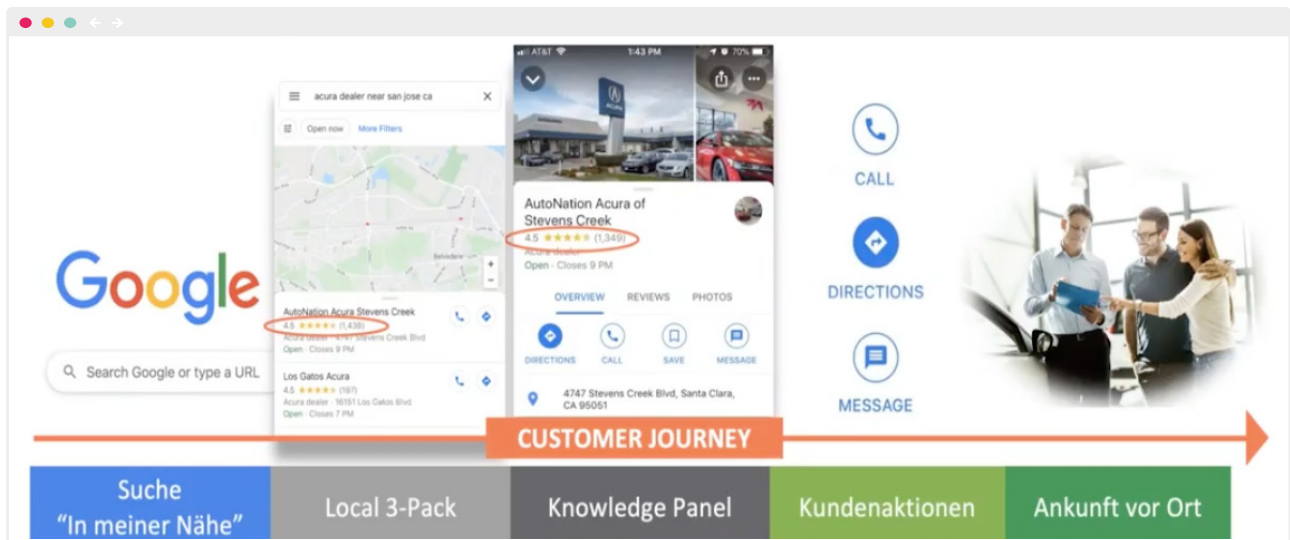 Google
Search Google or type a URL
acura dealer near san jose ca
Open now More Filters
Belvedere
AutoNation Acura Stevens Creek
4.5 (1,438)
Acura dealer · 4747 Stevens Creek Blvd
Open · Closes 9 PM
Los Gatos Acura
4.5 (197)
Acura dealer · 16151 Los Gatos Blvd
Open · Closes 7 PM
AT&T 1:43 PM 70%
ACURA
AutoNation Acura of
Stevens Creek
4.5 (1,349)
Acura dealer
Open · Closes 9 PM
OVERVIEW REVIEWS PHOTOS
DIRECTIONS CALL SAVE MESSAGE
4747 Stevens Creek Blvd, Santa Clara,
CA 95051
CALL
DIRECTIONS
MESSAGE
CUSTOMER JOURNEY
Suche
“In meiner Nähe”
Local 3-Pack
Knowledge Panel
Kundenaktionen
Ankunft vor Ort